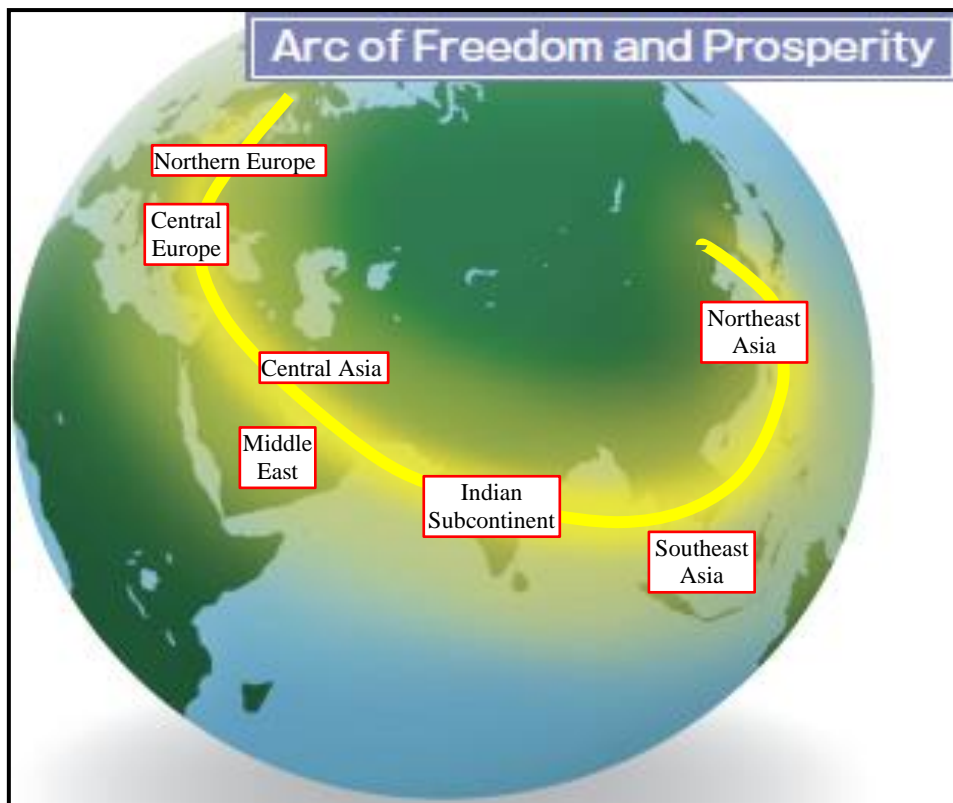 Arc of Freedom and Prosperity
Northern Europe
Central
Europe
Northeast
Asia
Central Asia
Middle
East
Indian
Subcontinent
Southeast
Asia